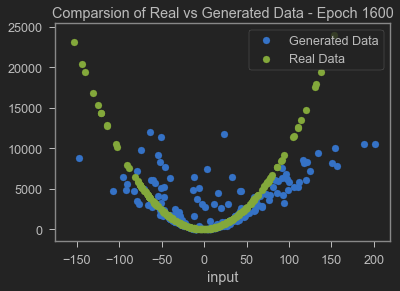 Comparsion of Real vs Generated Data - Epoch 1600
Generated Data
Real Data
25000
20000
15000
10000
5000
0
−150 −100 −50 0 50 100 150 200
input